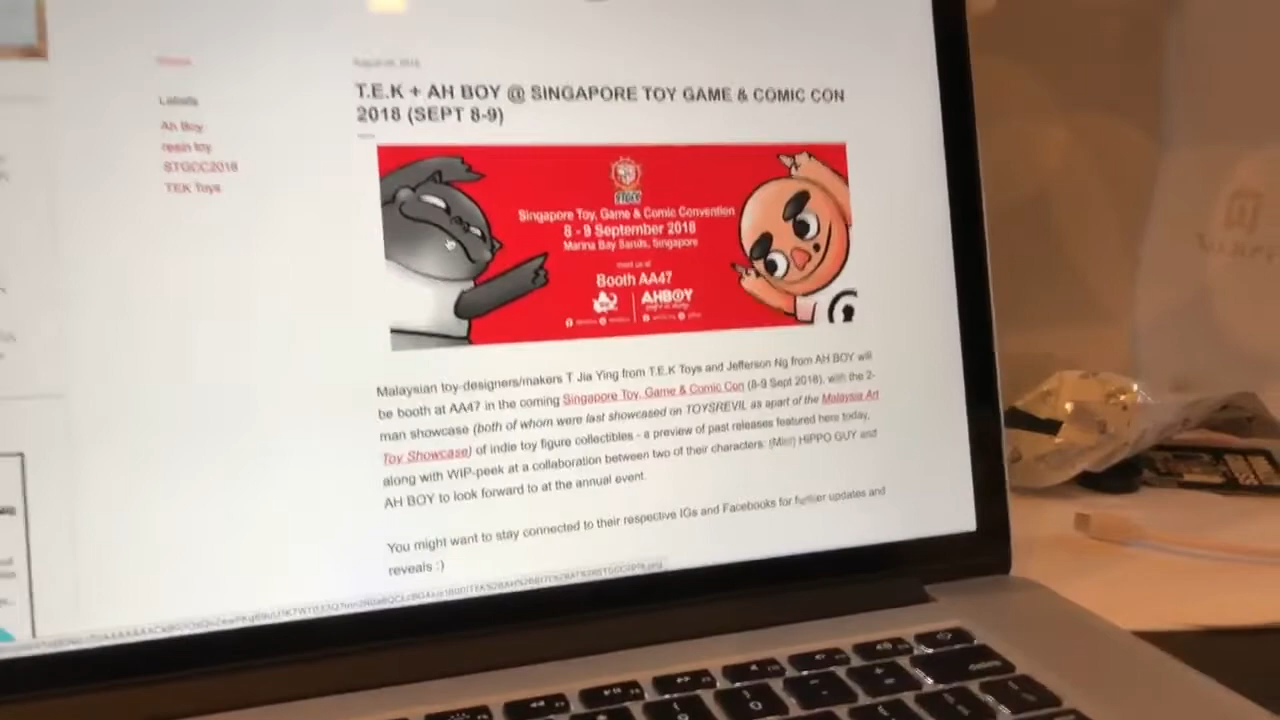 Labels
Ah Boy
resin toy
STGCC2018
TEK Toys
T.E.K + AH BOY @ SINGAPORE TOY GAME & COMIC CON
2018 (SEPT 8-9)
STGCC
Singapore Toy, Game & Comic Convention
8 - 9 September 2018
Marina Bay Sands, Singapore
meet us at
Booth AA47
AHBOY
Malaysian toy-designers/makers T Jia Ying from T.E.K Toys and Jefferson Ng from AH BOY will
be booth at AA47 in the coming Singapore Toy, Game & Comic Con (8-9 Sept 2018), with the 2-
man showcase (both of whom were last showcased on TOYSREVIL as apart of the Malaysia Art
Toy Showcase) of indie toy figure collectibles - a preview of past releases featured here today,
along with WIP-peek at a collaboration between two of their characters: (Mini) HIPPO GUY and
AH BOY to look forward to at the annual event.
You might want to stay connected to their respective IGs and Facebooks for further updates and
reveals :)
delete